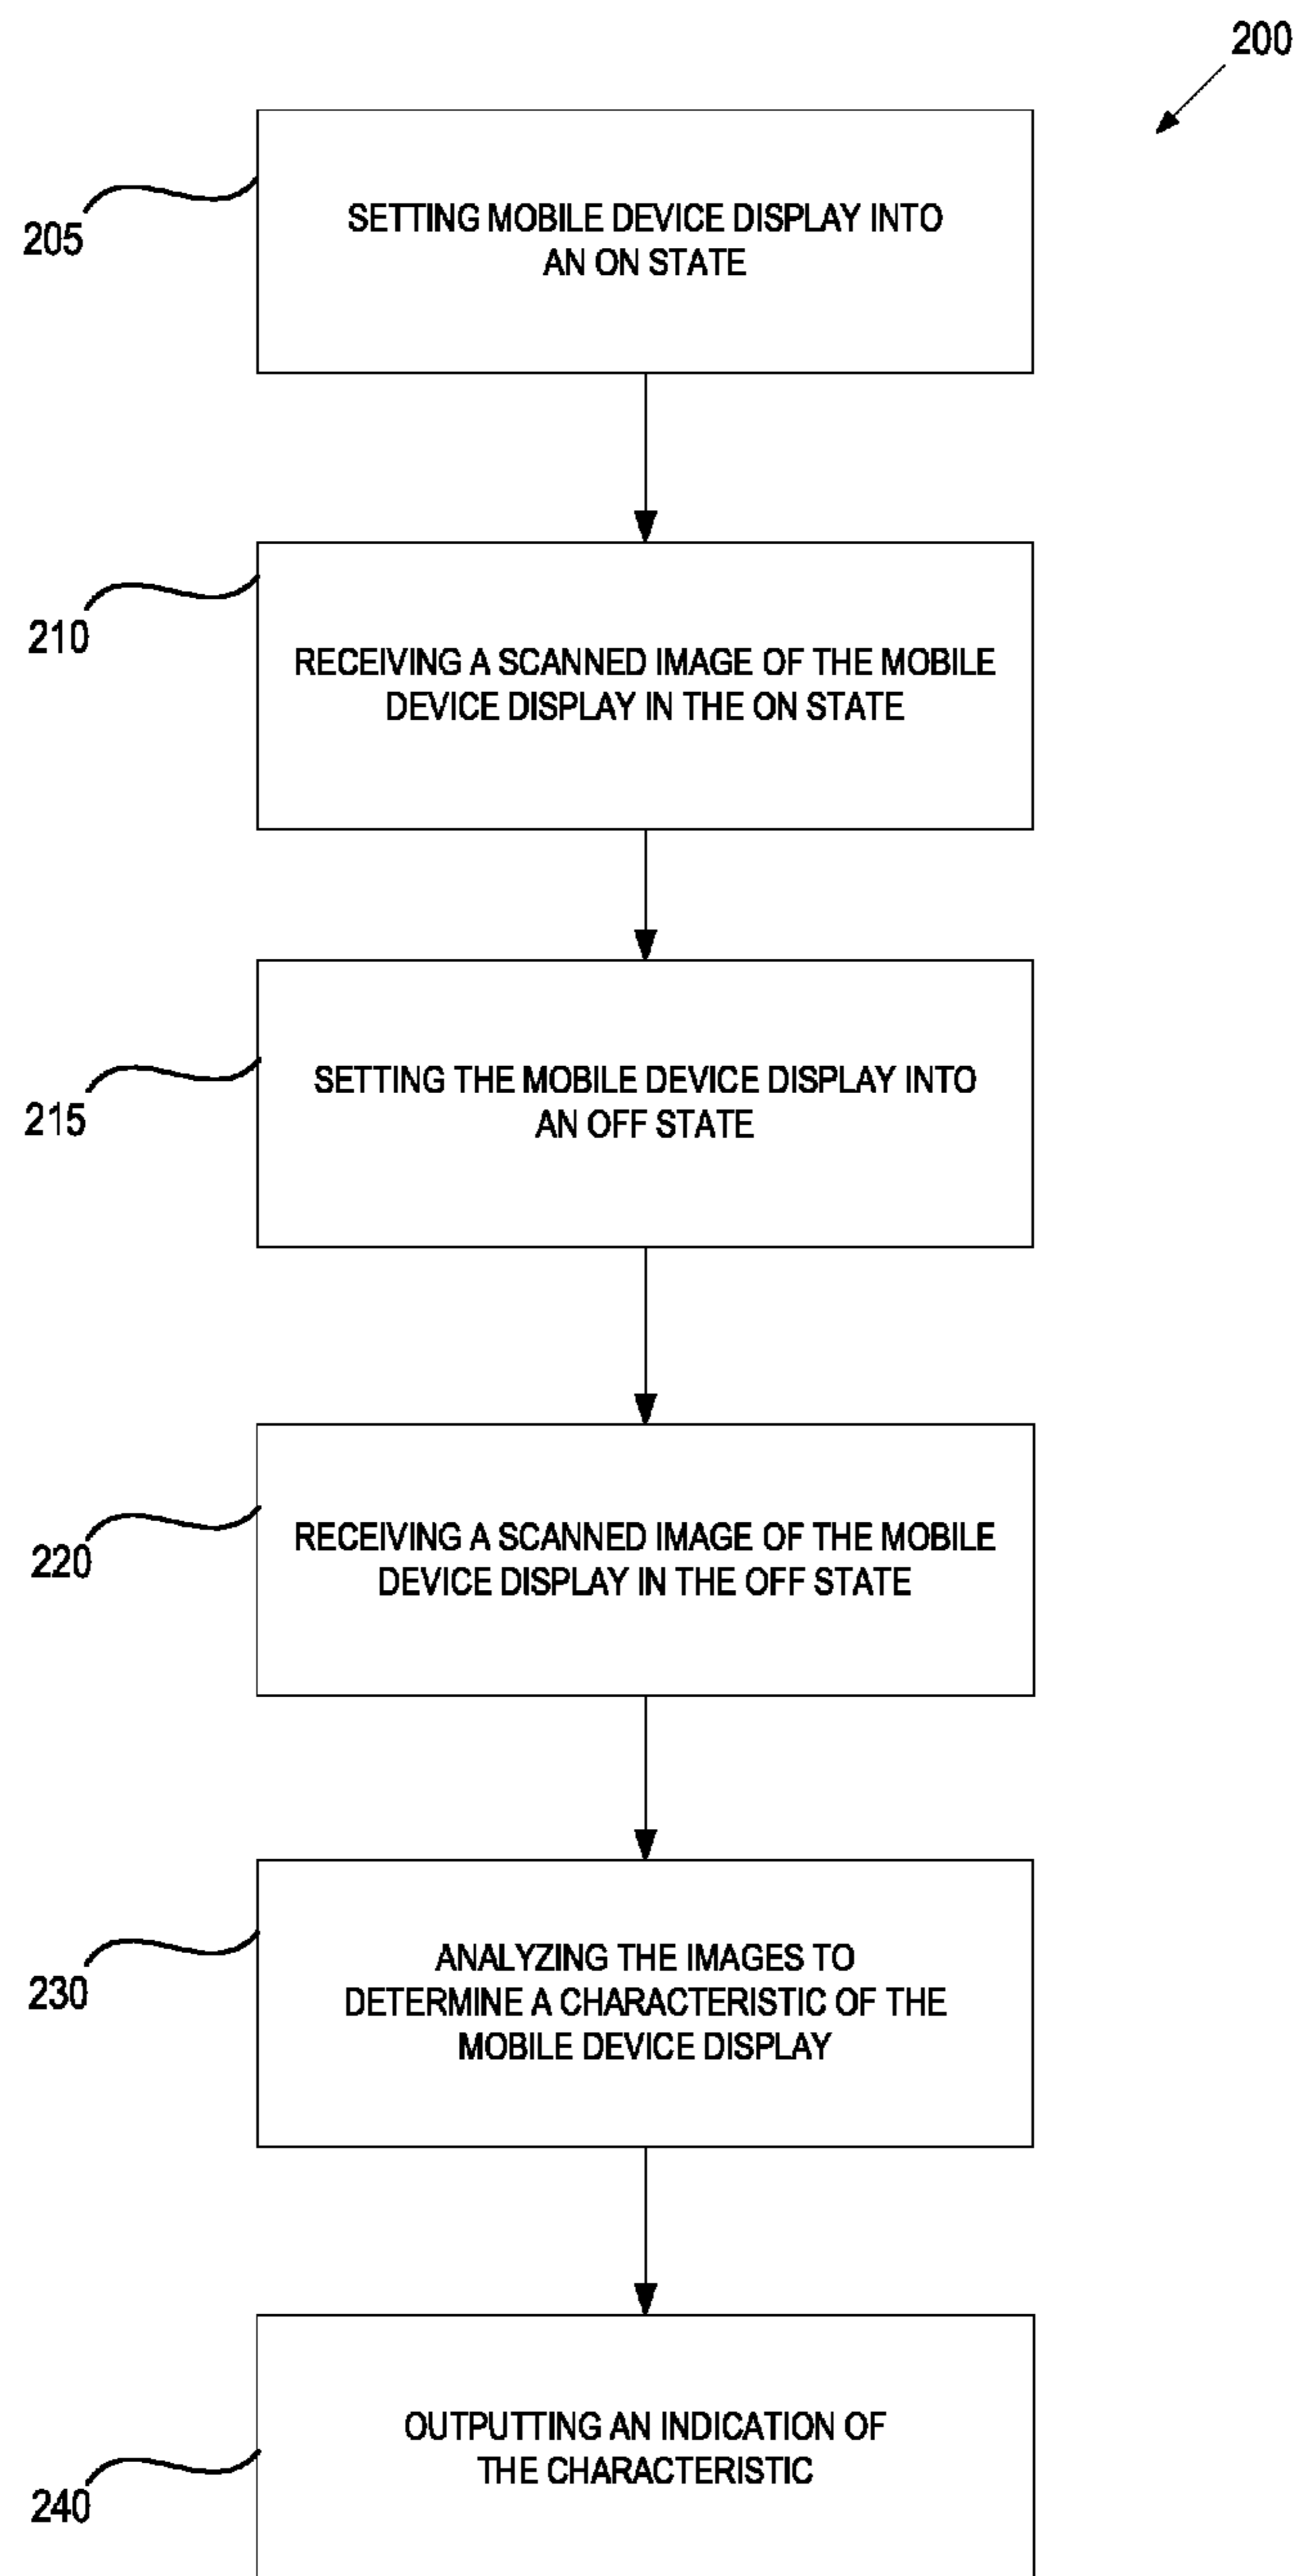 200
205
SETTING MOBILE DEVICE DISPLAY INTO
AN ON STATE
210
RECEIVING A SCANNED IMAGE OF THE MOBILE
DEVICE DISPLAY IN THE ON STATE
215
SETTING THE MOBILE DEVICE DISPLAY INTO
AN OFF STATE
220
RECEIVING A SCANNED IMAGE OF THE MOBILE
DEVICE DISPLAY IN THE OFF STATE
230
ANALYZING THE IMAGES TO
DETERMINE A CHARACTERISTIC OF THE
MOBILE DEVICE DISPLAY
240
OUTPUTTING AN INDICATION OF
THE CHARACTERISTIC